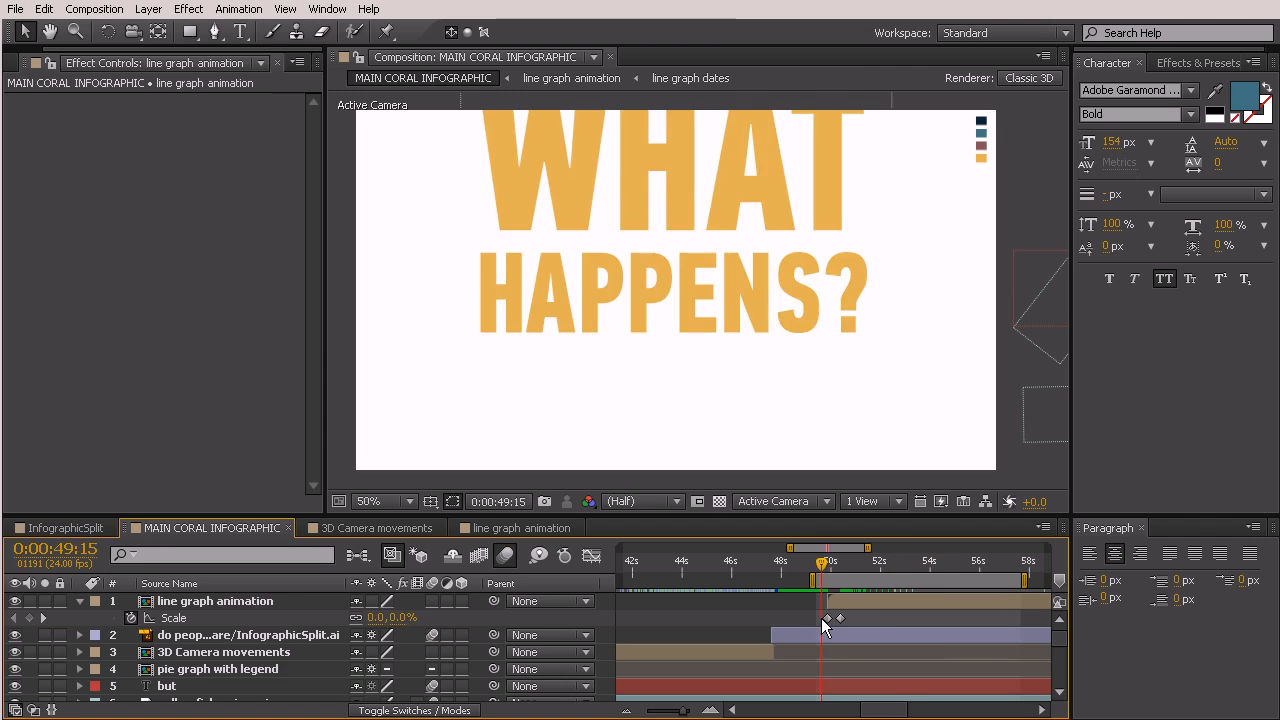 File Edit Composition Layer Effect Animation View Window Help
Workspace: Standard Search Help
Effect Controls: line graph animation
MAIN CORAL INFOGRAPHIC • line graph animation
Composition: MAIN CORAL INFOGRAPHIC
MAIN CORAL INFOGRAPHIC line graph animation line graph dates Renderer: Classic 3D
Active Camera
WHAT
HAPPENS?
50% 0:00:49:15 (Half) Active Camera 1 View +0.0
Character Effects & Presets
Adobe Garamond ...
Bold
154 px Auto
Metrics 0
- px
100 % 100 %
0 px 0 %
T T TT Tt T¹ T₁
InfographicSplit MAIN CORAL INFOGRAPHIC 3D Camera movements line graph animation
0:00:49:15
01191 (24.00 fps)
42s 44s 46s 48s 50s 52s 54s 56s 58s
# Source Name Parent
1 line graph animation None
Scale 0.0,0.0%
2 do peop...are/InfographicSplit.ai None
3 3D Camera movements None
4 pie graph with legend None
5 T but None
Toggle Switches / Modes
Paragraph
0 px 0 px 0 px
0 px 0 px